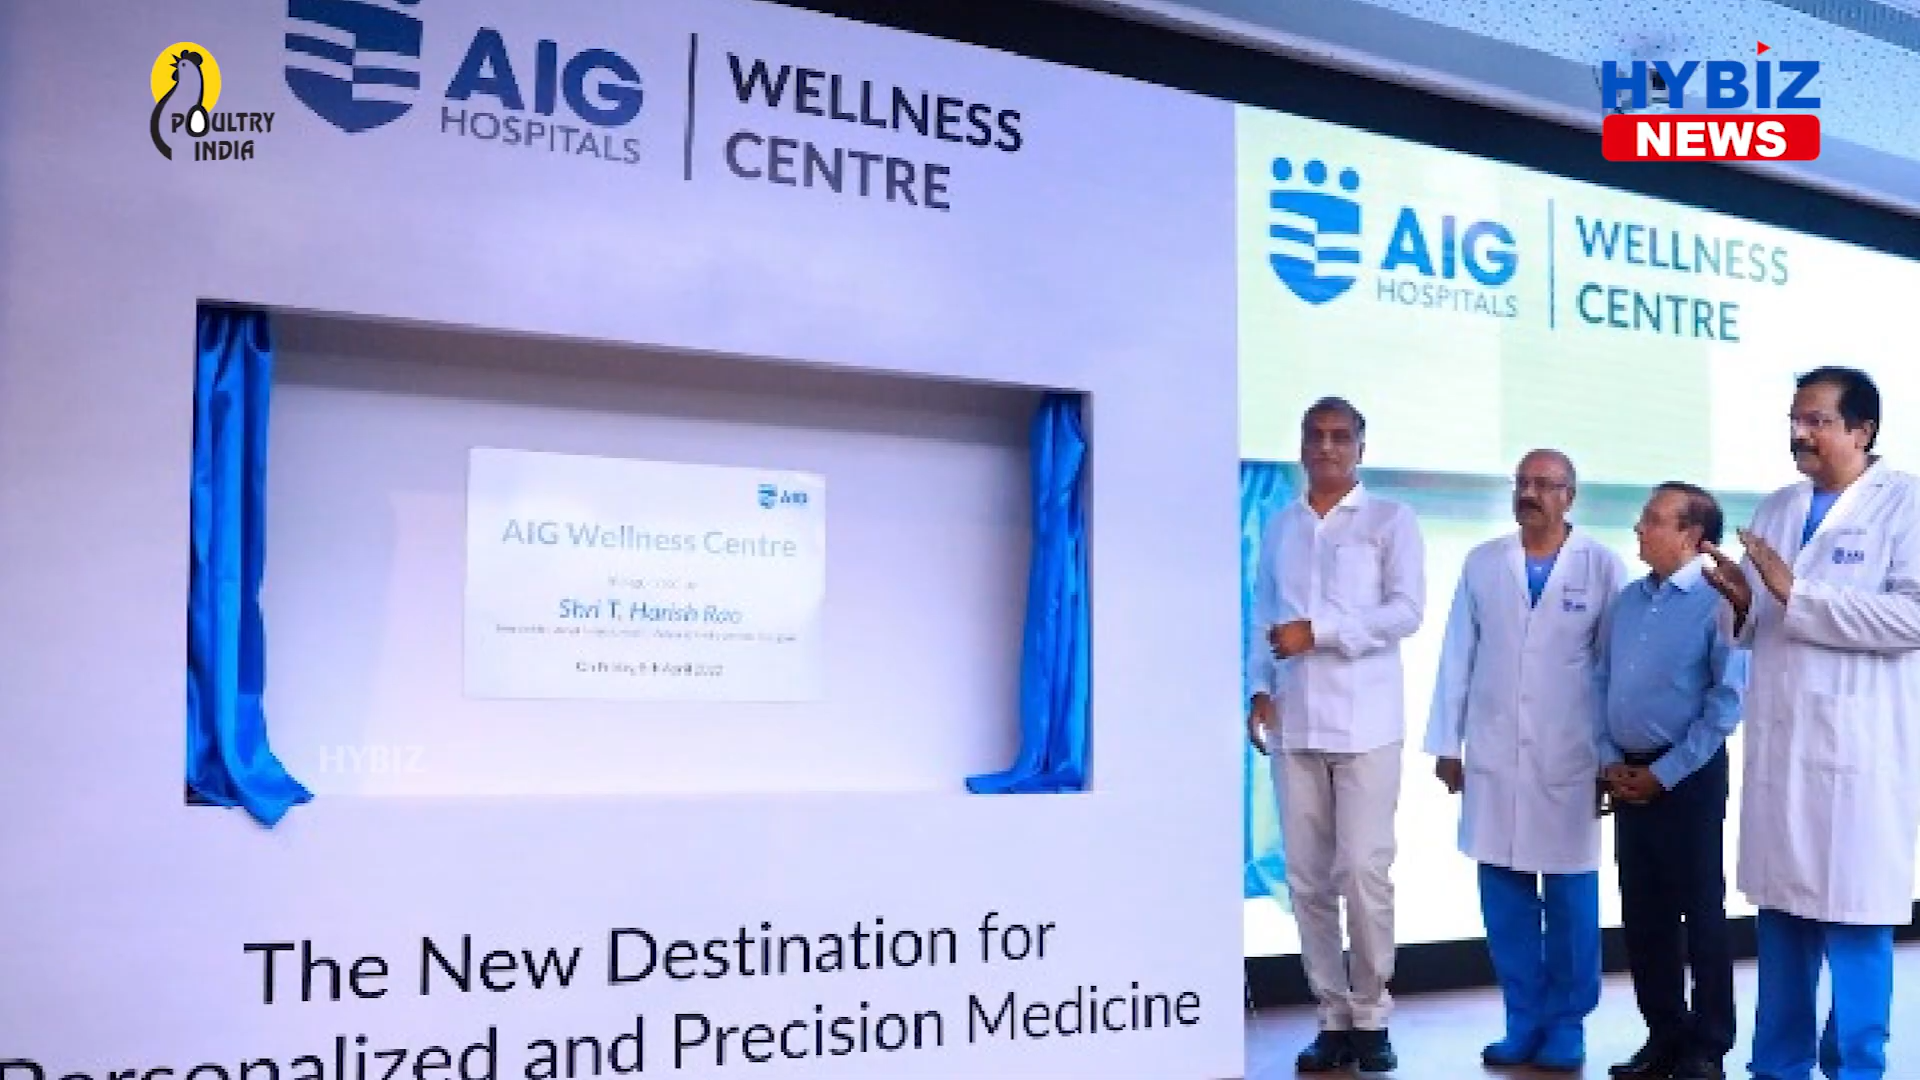 AIG
HOSPITALS
WELLNESS
CENTRE
POULTRY
INDIA
HYBIZ
NEWS
AIG
HOSPITALS
WELLNESS
CENTRE
AIG
AIG Wellness Centre
Shri T. Harish Rao
HYBIZ
The New Destination for
Personalized and Precision Medicine
AIG